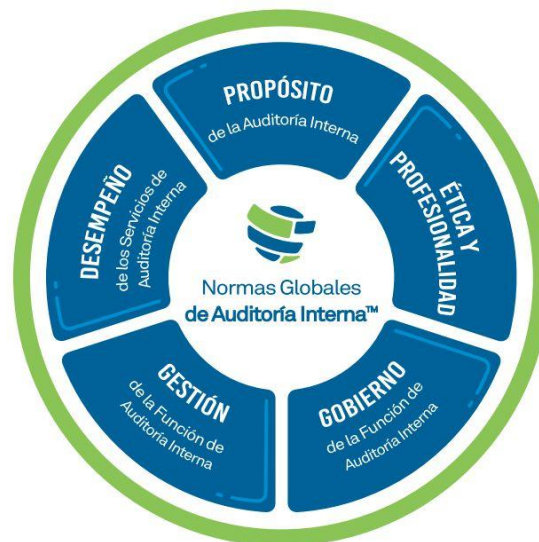 PROPÓSITO
de la Auditoría Interna
ÉTICA Y
PROFESIONALIDAD
GOBIERNO
de la Función de
Auditoría Interna
GESTIÓN
de la Función de
Auditoría Interna
DESEMPEÑO
de los Servicios de
Auditoría Interna
Normas Globales
de Auditoría Interna™